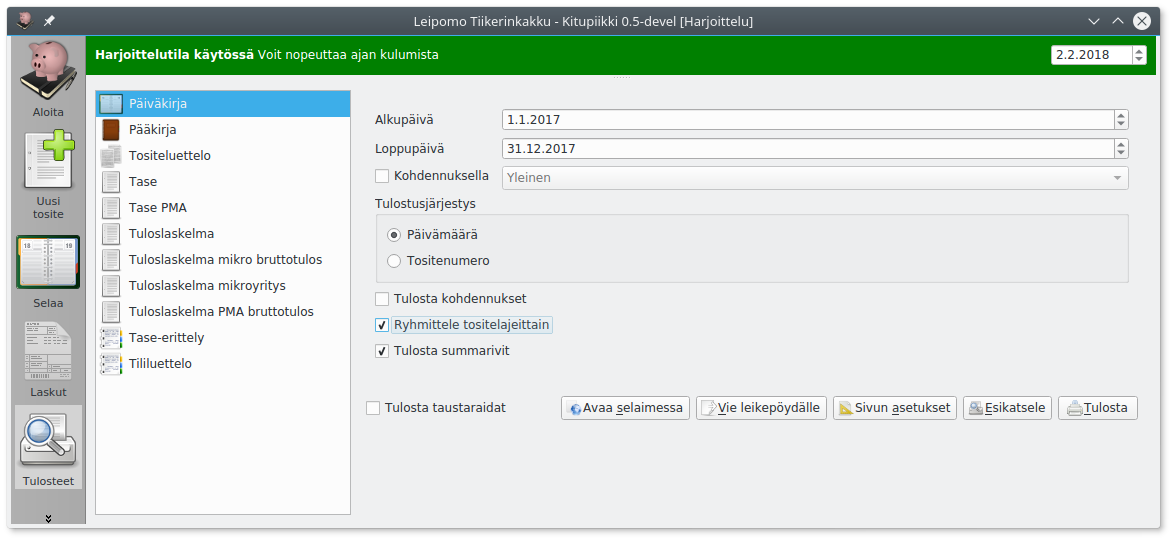 Leipomo Tiikerinkakku - Kitupiikki 0.5-devel [Harjoittelu]
Harjoittelutila käytössä Voit nopeuttaa ajan kulumista
2.2.2018
Aloita
Uusi
tosite
18
19
Selaa
Laskut
Tulosteet
Päiväkirja
Pääkirja
Tositeluettelo
Tase
Tase PMA
Tuloslaskelma
Tuloslaskelma mikro bruttotulos
Tuloslaskelma mikroyritys
Tuloslaskelma PMA bruttotulos
Tase-erittely
Tililuettelo
Alkupäivä
1.1.2017
Loppupäivä
31.12.2017
Kohdennuksella
Yleinen
Tulostusjärjestys
Päivämäärä
Tositenumero
Tulosta kohdennukset
Ryhmittele tositelajeittain
Tulosta summarivit
Tulosta taustaraidat
Avaa selaimessa
Vie leikepöydälle
Sivun asetukset
Esikatsele
Tulosta